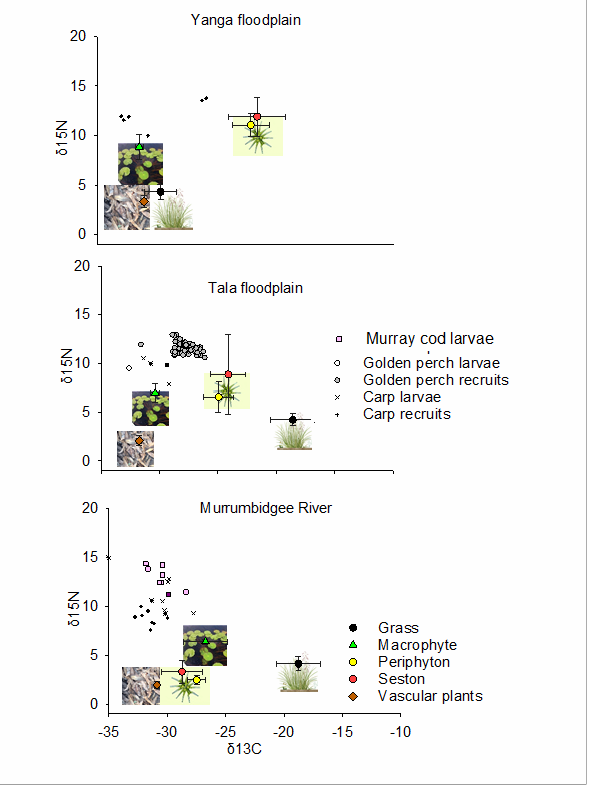 Yanga floodplain
20
15
10
5
0
δ15N
Tala floodplain
20
15
10
5
0
δ15N
Murray cod larvae
Golden perch larvae
Golden perch recruits
Carp larvae
Carp recruits
Murrumbidgee River
20
15
10
5
0
δ15N
Grass
Macrophyte
Periphyton
Seston
Vascular plants
-35 -30 -25 -20 -15 -10
δ13C